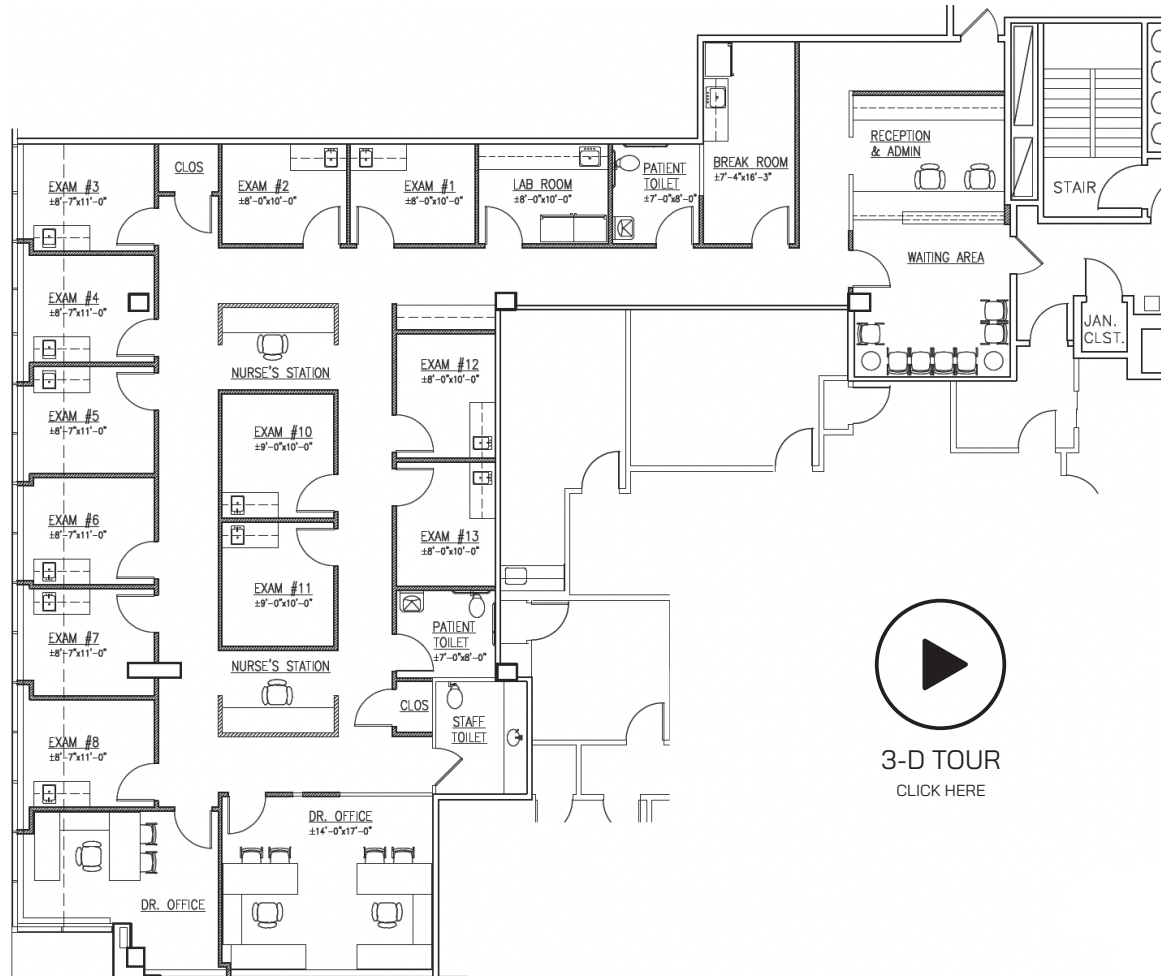 RECEPTION
& ADMIN
BREAK ROOM
±7'-4"x16'-3"
PATIENT
TOILET
±7'-0"x8'-0"
STAIR
CLOS
EXAM #3
±8'-7"x11'-0"
EXAM #2
±8'-0"x10'-0"
EXAM #1
±8'-0"x10'-0"
LAB ROOM
±8'-0"x10'-0"
WAITING AREA
EXAM #4
±8'-7"x11'-0"
JAN.
CLST.
NURSE'S STATION
EXAM #12
±8'-0"x10'-0"
EXAM #5
±8'-7"x11'-0"
EXAM #10
±9'-0"x10'-0"
EXAM #6
±8'-7"x11'-0"
EXAM #13
±8'-0"x10'-0"
EXAM #11
±9'-0"x10'-0"
EXAM #7
±8'-7"x11'-0"
PATIENT
TOILET
±7'-0"x8'-0"
NURSE'S STATION
CLOS
STAFF
TOILET
EXAM #8
±8'-7"x11'-0"
3-D TOUR
CLICK HERE
DR. OFFICE
±14'-0"x17'-0"
DR. OFFICE